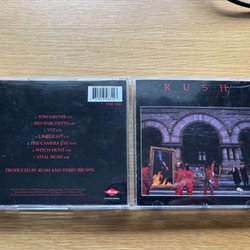 RUSH
1. TOM SAWYER
2. RED BARCHETTA
3. YYZ
4. LIMELIGHT
5. THE CAMERA EYE
6. WITCH HUNT
7. VITAL SIGNS
PRODUCED BY RUSH AND TERRY BROWN